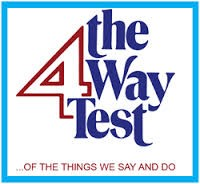 the
4 Way
Test
...OF THE THINGS WE SAY AND DO